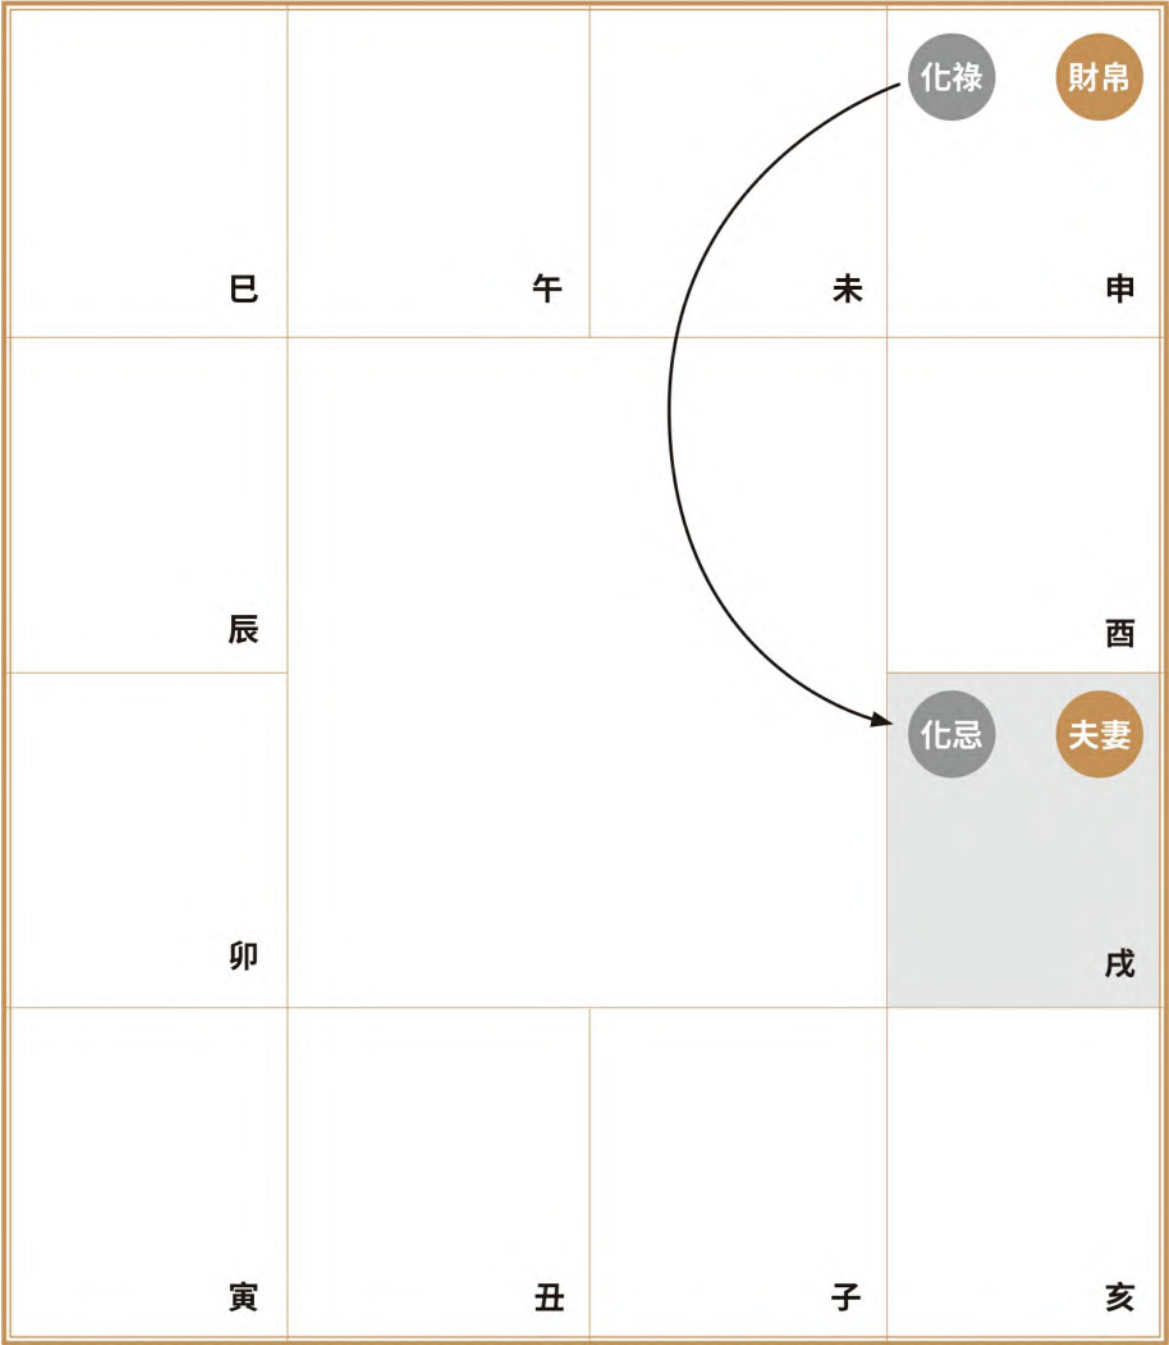 化祿 財帛
巳 午 未 申
辰 酉
化忌 夫妻
卯 戌
寅 丑 子 亥